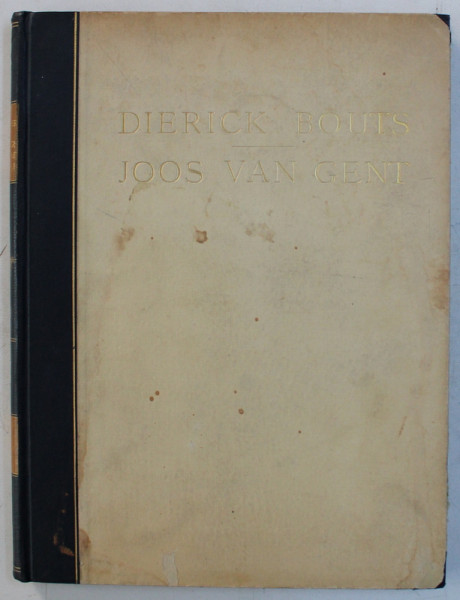 DIERICK BOUTS
JOOS VAN GENT